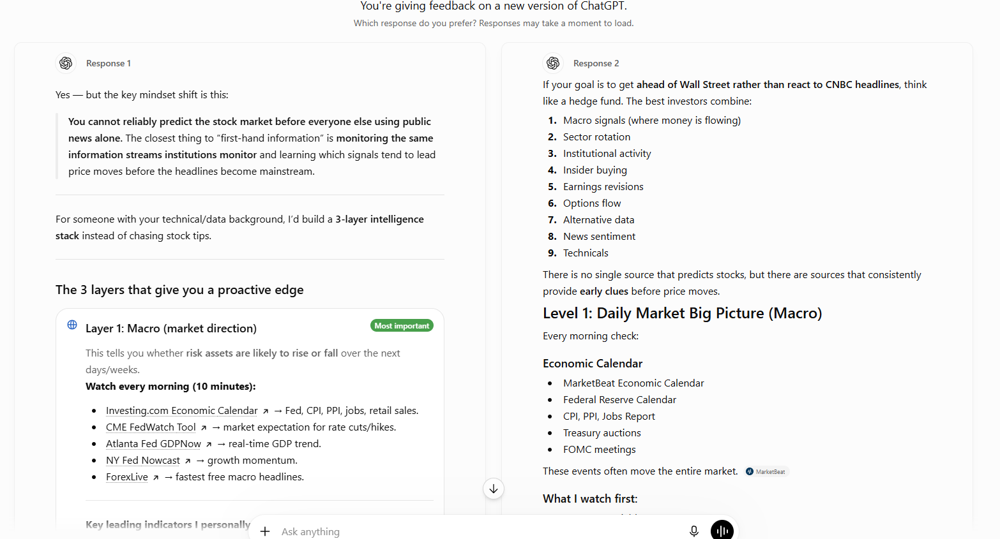 You're giving feedback on a new version of ChatGPT.
Which response do you prefer? Responses may take a moment to load.
Response 1
Yes — but the key mindset shift is this:
You cannot reliably predict the stock market before everyone else using public
news alone. The closest thing to “first-hand information” is monitoring the same
information streams institutions monitor and learning which signals tend to lead
price moves before the headlines become mainstream.
For someone with your technical/data background, I’d build a 3-layer intelligence
stack instead of chasing stock tips.
The 3 layers that give you a proactive edge
Layer 1: Macro (market direction)
Most important
This tells you whether risk assets are likely to rise or fall over the next
days/weeks.
Watch every morning (10 minutes):
• Investing.com Economic Calendar ↗ → Fed, CPI, PPI, jobs, retail sales.
• CME FedWatch Tool ↗ → market expectation for rate cuts/hikes.
• Atlanta Fed GDPNow ↗ → real-time GDP trend.
• NY Fed Nowcast ↗ → growth momentum.
• ForexLive ↗ → fastest free macro headlines.
Key leading indicators I personally
Response 2
If your goal is to get ahead of Wall Street rather than react to CNBC headlines, think
like a hedge fund. The best investors combine:
1. Macro signals (where money is flowing)
2. Sector rotation
3. Institutional activity
4. Insider buying
5. Earnings revisions
6. Options flow
7. Alternative data
8. News sentiment
9. Technicals
There is no single source that predicts stocks, but there are sources that consistently
provide early clues before price moves.
Level 1: Daily Market Big Picture (Macro)
Every morning check:
Economic Calendar
• MarketBeat Economic Calendar
• Federal Reserve Calendar
• CPI, PPI, Jobs Report
• Treasury auctions
• FOMC meetings
These events often move the entire market. MarketBeat
What I watch first:
Ask anything